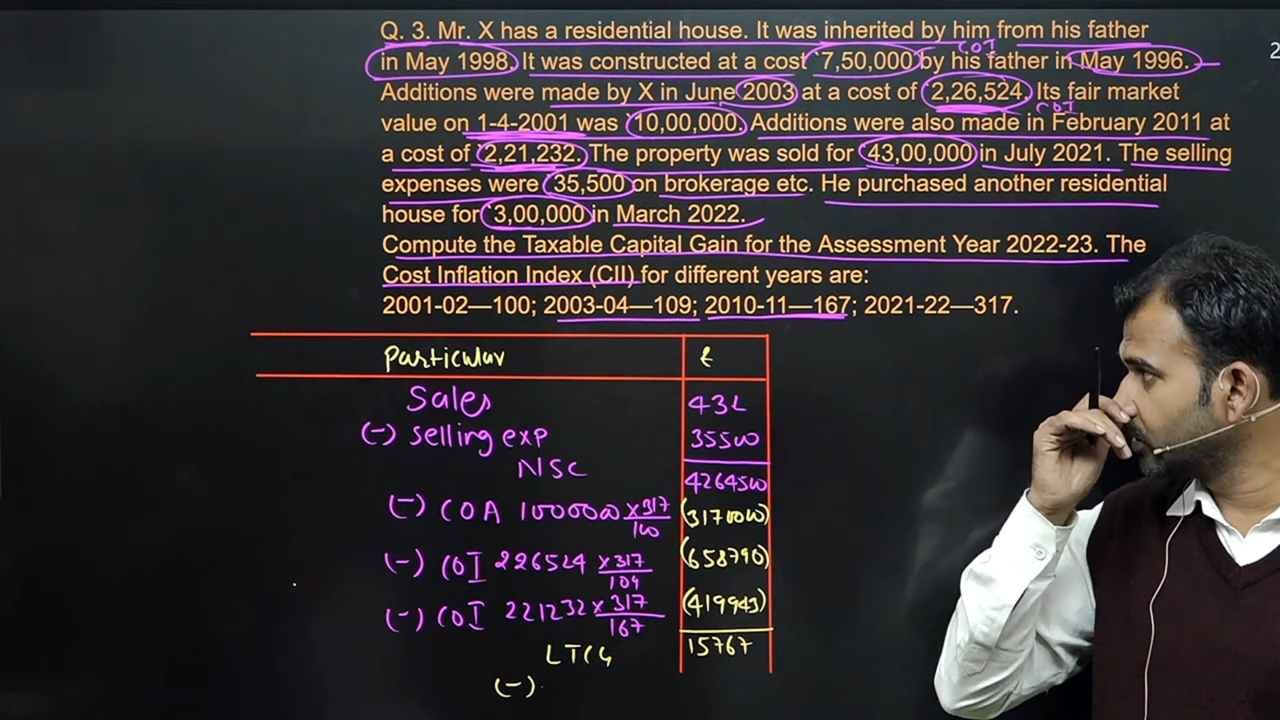 Q. 3. Mr. X has a residential house. It was inherited by him from his father
in May 1998. It was constructed at a cost `7,50,000 by his father in May 1996.
COI
Additions were made by X in June 2003 at a cost of `2,26,524. Its fair market
COI
value on 1-4-2001 was `10,00,000. Additions were also made in February 2011 at
a cost of `2,21,232. The property was sold for `43,00,000 in July 2021. The selling
expenses were `35,500 on brokerage etc. He purchased another residential
house for `3,00,000 in March 2022.
Compute the Taxable Capital Gain for the Assessment Year 2022-23. The
Cost Inflation Index (CII) for different years are:
2001-02—100; 2003-04—109; 2010-11—167; 2021-22—317.
2
Particular ₹
Sales 43L
(-) Selling exp 35500
NSC 4264500
(-) COA 1000000 x 317/100 (3170000)
(-) COI 226524 x 317/109 (658790)
(-) COI 221232 x 317/167 (419943)
LTCG 15767
(-)